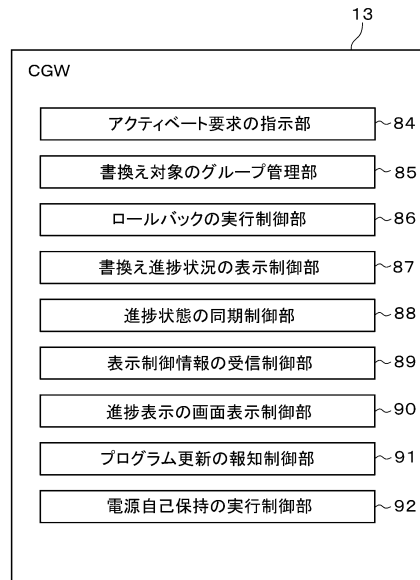 13
CGW
アクティベート要求の指示部 84
書換え対象のグループ管理部 85
ロールバックの実行制御部 86
書換え進捗状況の表示制御部 87
進捗状態の同期制御部 88
表示制御情報の受信制御部 89
進捗表示の画面表示制御部 90
プログラム更新の報知制御部 91
電源自己保持の実行制御部 92